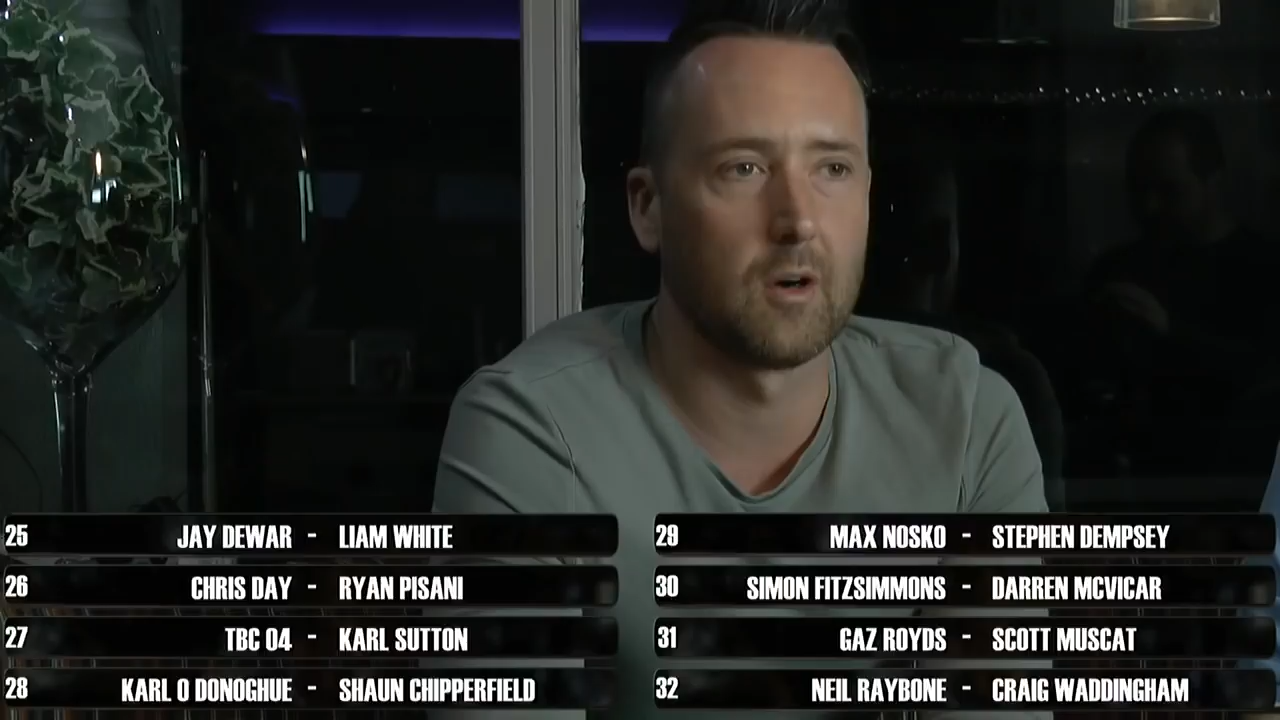 25 JAY DEWAR - LIAM WHITE
26 CHRIS DAY - RYAN PISANI
27 TBC 04 - KARL SUTTON
28 KARL O DONOGHUE - SHAUN CHIPPERFIELD
29 MAX NOSKO - STEPHEN DEMPSEY
30 SIMON FITZSIMMONS - DARREN MCVICAR
31 GAZ ROYDS - SCOTT MUSCAT
32 NEIL RAYBONE - CRAIG WADDINGHAM